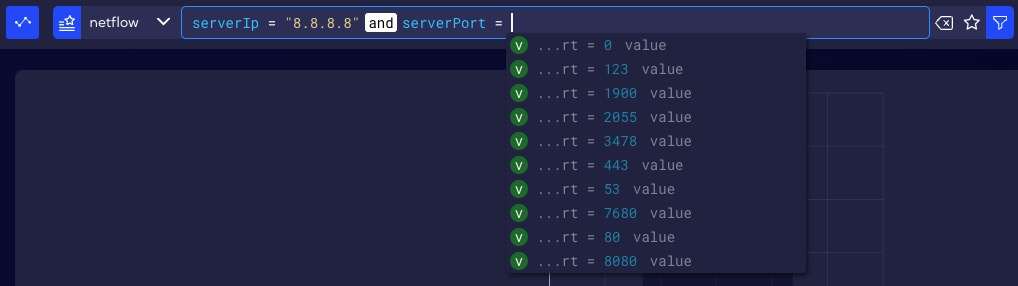 netflow serverIp = "8.8.8.8" and serverPort =
V ...rt = 0 value
V ...rt = 123 value
V ...rt = 1900 value
V ...rt = 2055 value
V ...rt = 3478 value
V ...rt = 443 value
V ...rt = 53 value
V ...rt = 7680 value
V ...rt = 80 value
V ...rt = 8080 value